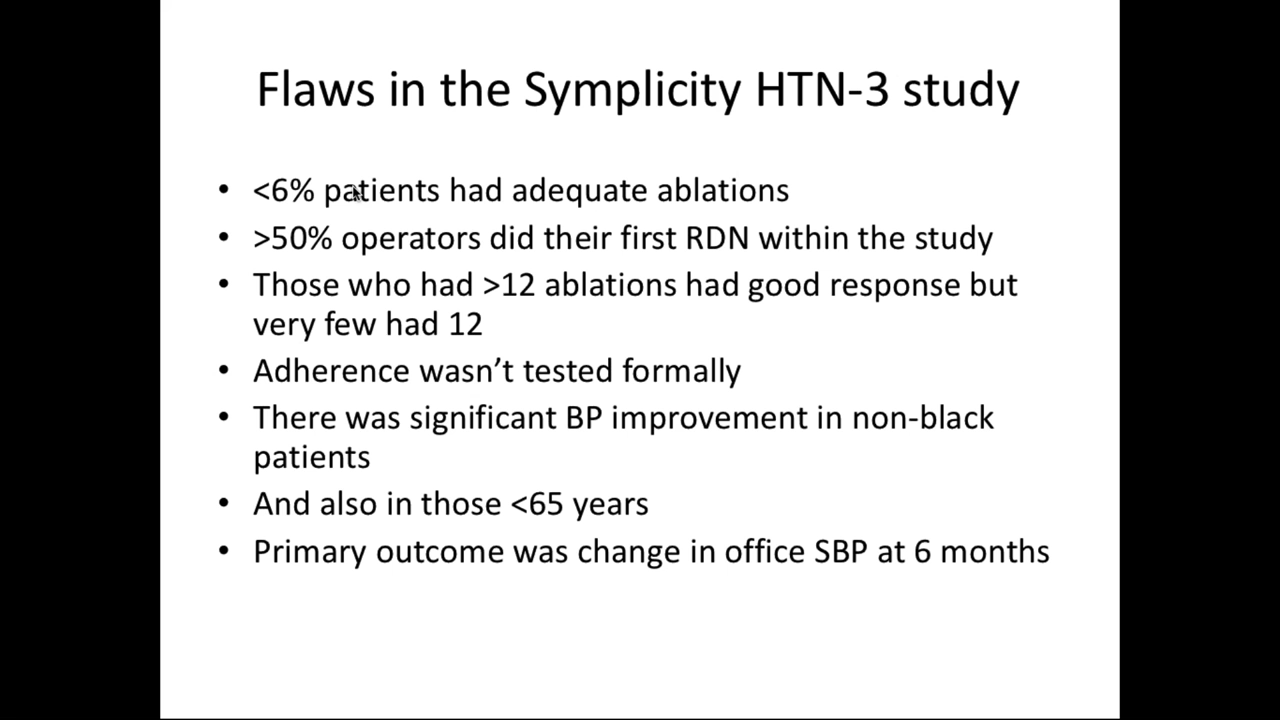 Flaws in the Symplicity HTN-3 study
• <6% patients had adequate ablations
• >50% operators did their first RDN within the study
• Those who had >12 ablations had good response but
very few had 12
• Adherence wasn’t tested formally
• There was significant BP improvement in non-black
patients
• And also in those <65 years
• Primary outcome was change in office SBP at 6 months